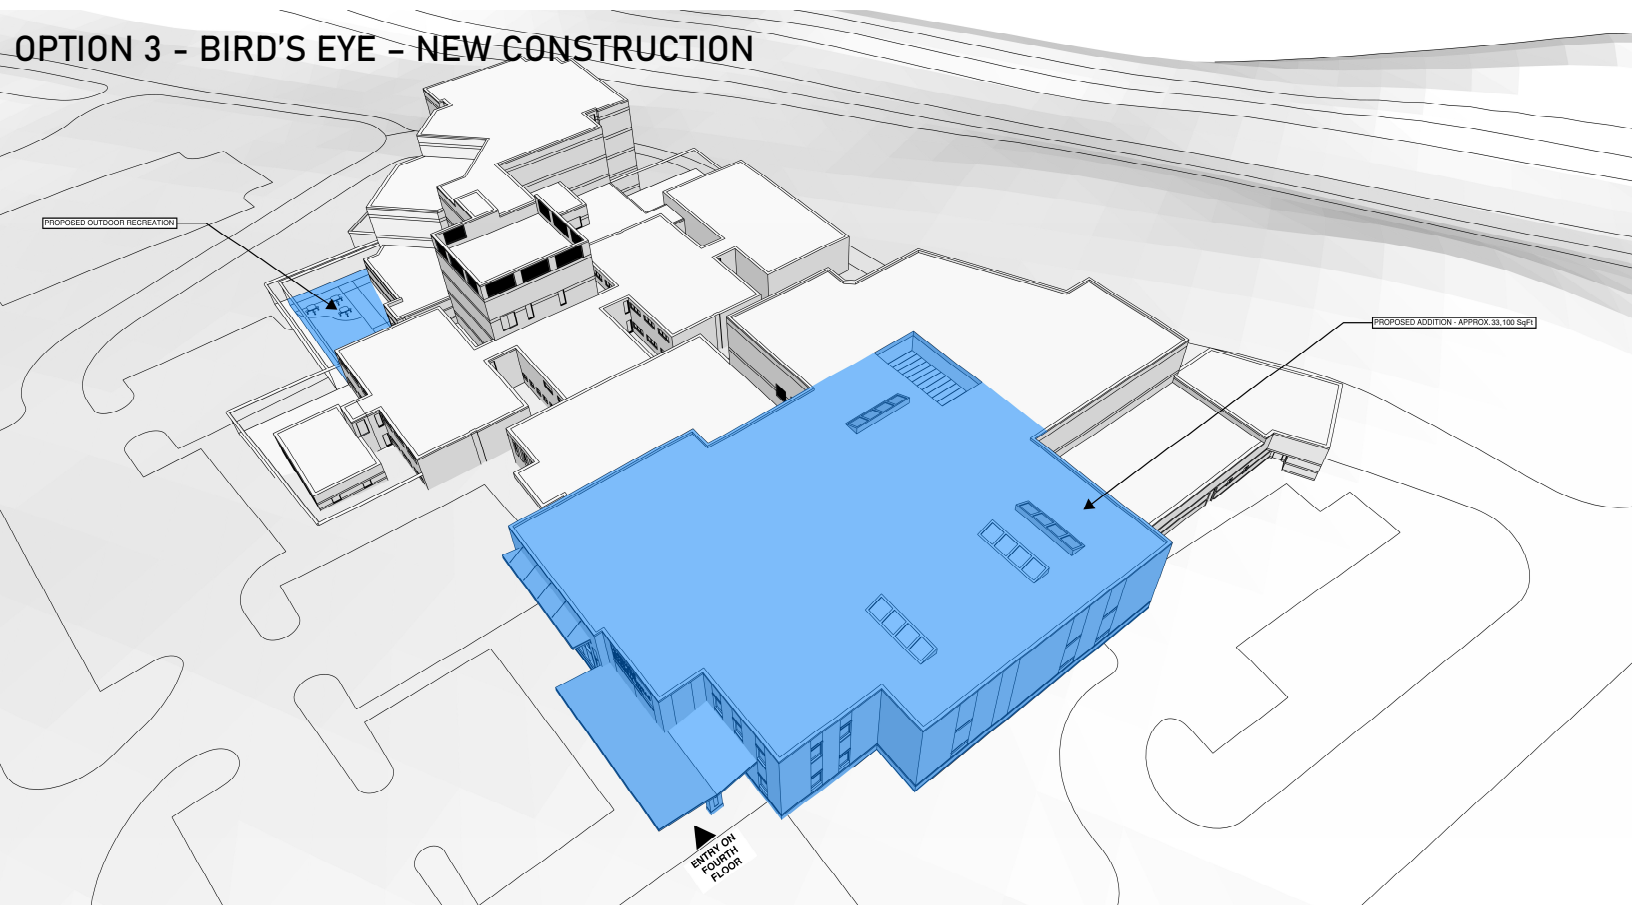 OPTION 3 - BIRD'S EYE – NEW CONSTRUCTION
PROPOSED OUTDOOR RECREATION
PROPOSED ADDITION - APPROX. 33,100 SqFt
ENTRY ON
FOURTH
FLOOR